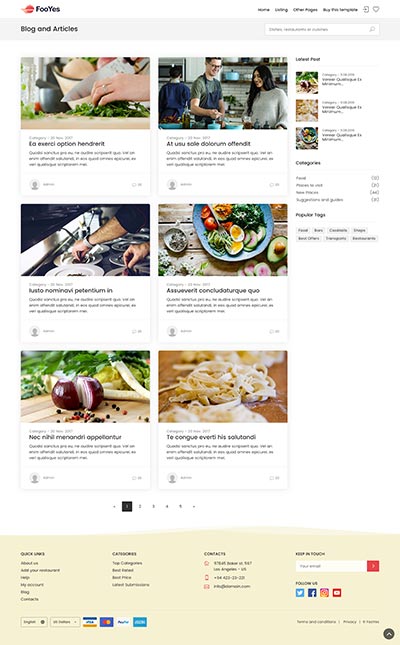 FooYes
Home Listing Other Pages Buy this template
Blog and Articles
Dishes, restaurants or cuisines
Category - 20 Nov. 2017
Ea exerci option hendrerit
Quodsi sanctus pro eu, ne audire scripserit quo. Vel an
enim offendit salutandi, in eos quod omnes epicurei, ex
veri qualisque scriptorem mei.
Admin
20
Category - 20 Nov. 2017
At usu sale dolorum offendit
Quodsi sanctus pro eu, ne audire scripserit quo. Vel an
enim offendit salutandi, in eos quod omnes epicurei, ex
veri qualisque scriptorem mei.
Admin
20
Category - 20 Nov. 2017
Iusto nominavi petentium in
Quodsi sanctus pro eu, ne audire scripserit quo. Vel an
enim offendit salutandi, in eos quod omnes epicurei, ex
veri qualisque scriptorem mei.
Admin
20
Category - 20 Nov. 2017
Assueverit concludaturque quo
Quodsi sanctus pro eu, ne audire scripserit quo. Vel an
enim offendit salutandi, in eos quod omnes epicurei, ex
veri qualisque scriptorem mei.
Admin
20
Category - 20 Nov. 2017
Nec nihil menandri appellantur
Quodsi sanctus pro eu, ne audire scripserit quo. Vel an
enim offendit salutandi, in eos quod omnes epicurei, ex
veri qualisque scriptorem mei.
Admin
20
Category - 20 Nov. 2017
Te congue everti his salutandi
Quodsi sanctus pro eu, ne audire scripserit quo. Vel an
enim offendit salutandi, in eos quod omnes epicurei, ex
veri qualisque scriptorem mei.
Admin
20
« 1 2 3 4 5 »
Latest Post
Category - 11.08.2016
Verear Qualisque Ex
Minimum...
Category - 11.08.2016
Verear Qualisque Ex
Minimum...
Category - 11.08.2016
Verear Qualisque Ex
Minimum...
Categories
Food (12)
Places to visit (21)
New Places (44)
Suggestions and guides (31)
Popular Tags
Food Bars Cooktails Shops
Best Offers Transports Restaurants
QUICK LINKS
About us
Add your restaurant
Help
My account
Blog
Contacts
CATEGORIES
Top Categories
Best Rated
Best Price
Latest Submissions
CONTACTS
97845 Baker st. 567
Los Angeles - US
+94 423-23-221
info@domain.com
KEEP IN TOUCH
Your email
FOLLOW US
English
US Dollars
VISA
PayPal
Terms and conditions | Privacy | © FooYes